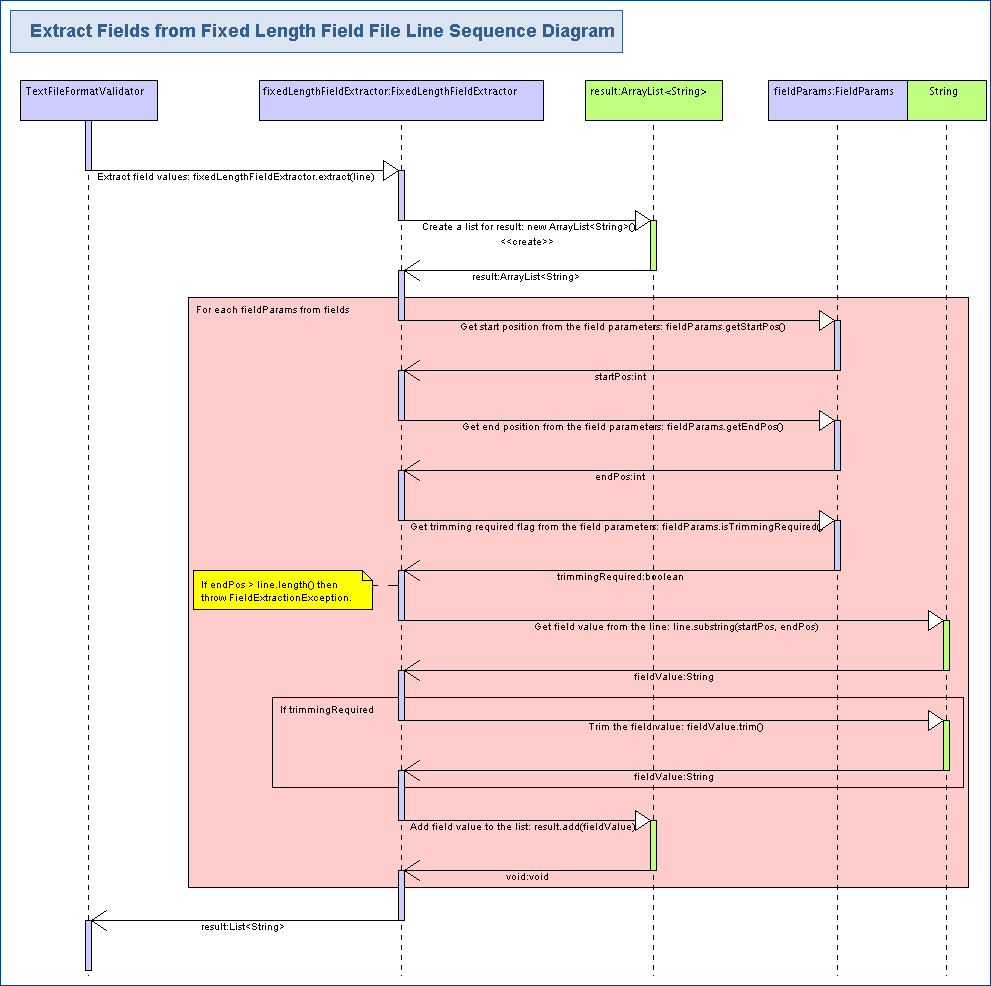 Extract Fields from Fixed Length Field File Line Sequence Diagram
TextFileFormatValidator
fixedLengthFieldExtractor:FixedLengthFieldExtractor
result:ArrayList<String>
fieldParams:FieldParams
String
Extract field values: fixedLengthFieldExtractor.extract(line)
Create a list for result: new ArrayList<String>()
<<create>>
result:ArrayList<String>
For each fieldParams from fields
Get start position from the field parameters: fieldParams.getStartPos()
startPos:int
Get end position from the field parameters: fieldParams.getEndPos()
endPos:int
Get trimming required flag from the field parameters: fieldParams.isTrimmingRequired()
trimmingRequired:boolean
If endPos > line.length() then
throw FieldExtractionException.
Get field value from the line: line.substring(startPos, endPos)
fieldValue:String
If trimmingRequired
Trim the field value: fieldValue.trim()
fieldValue:String
Add field value to the list: result.add(fieldValue)
void:void
result:List<String>